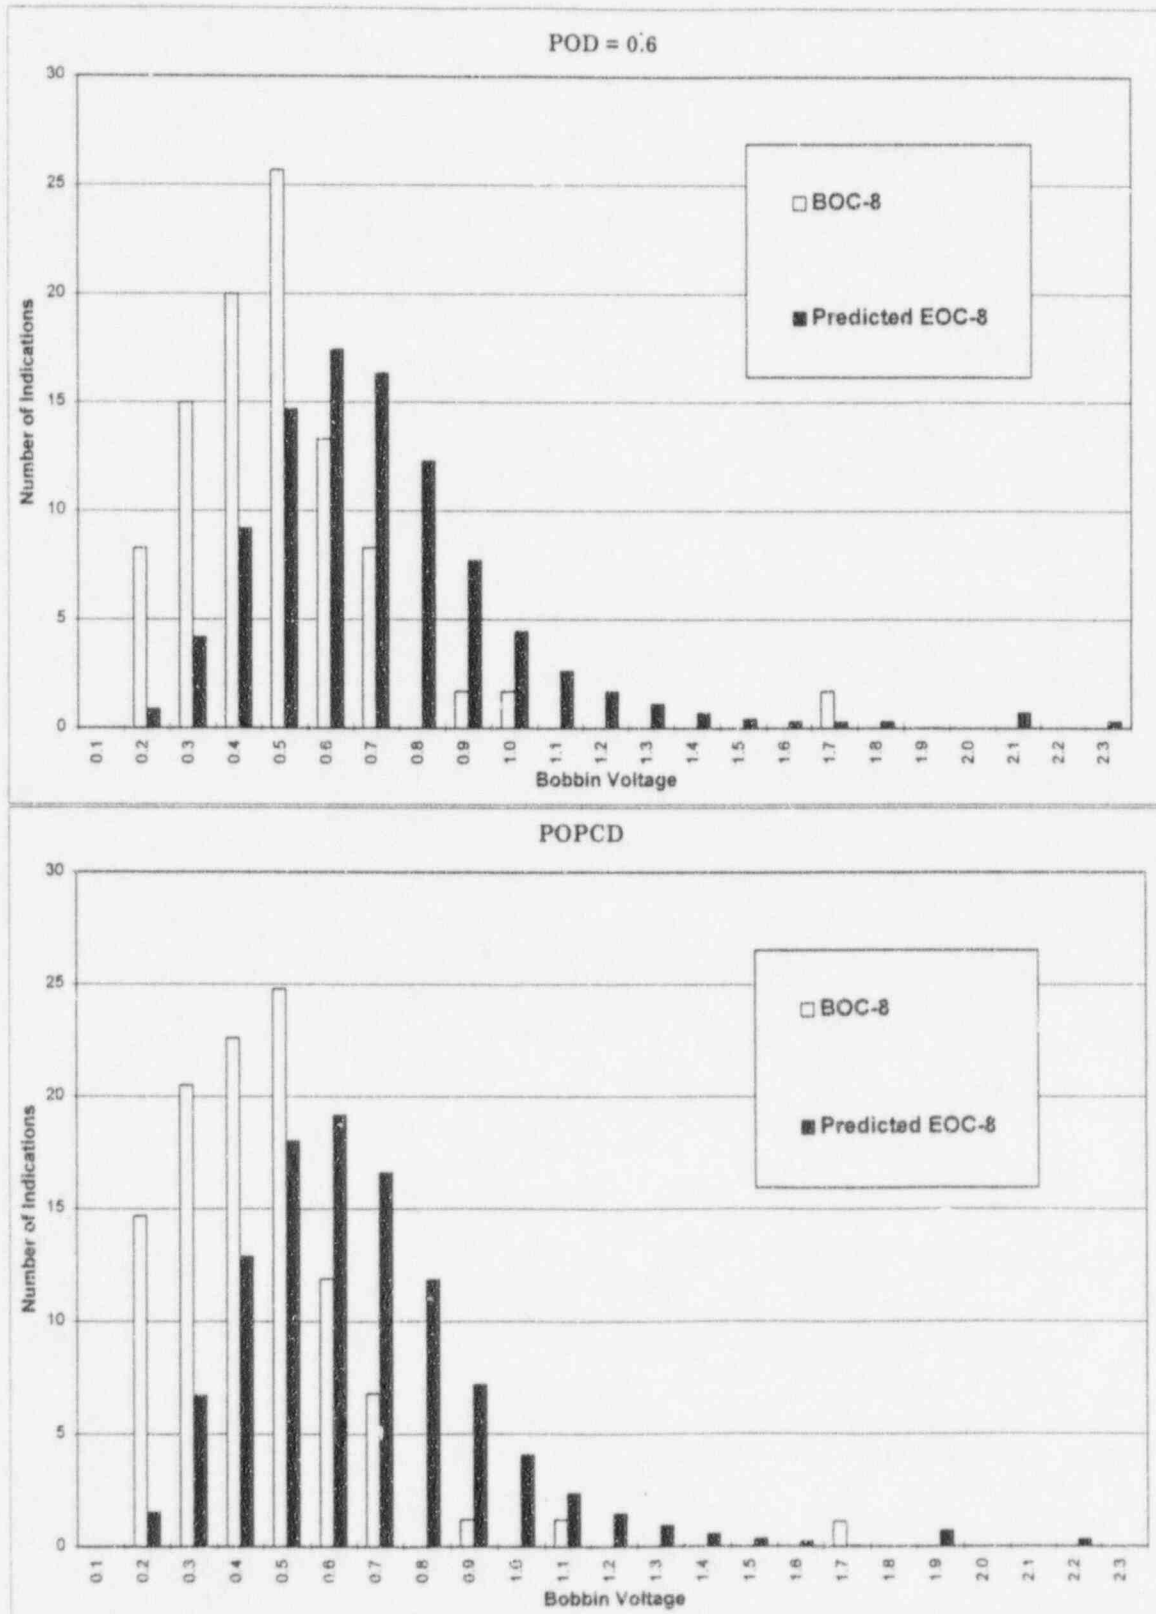 POD = 0.6
30
25
20
15
10
5
0
Number of Indications
BOC-8
Predicted EOC-8
0.1 0.2 0.3 0.4 0.5 0.6 0.7 0.8 0.9 1.0 1.1 1.2 1.3 1.4 1.5 1.6 1.7 1.8 1.9 2.0 2.1 2.2 2.3
Bobbin Voltage
POPCD
30
25
20
15
10
5
0
Number of Indications
BOC-8
Predicted EOC-8
0.1 0.2 0.3 0.4 0.5 0.6 0.7 0.8 0.9 1.0 1.1 1.2 1.3 1.4 1.5 1.6 1.7 1.8 1.9 2.0 2.1 2.2 2.3
Bobbin Voltage